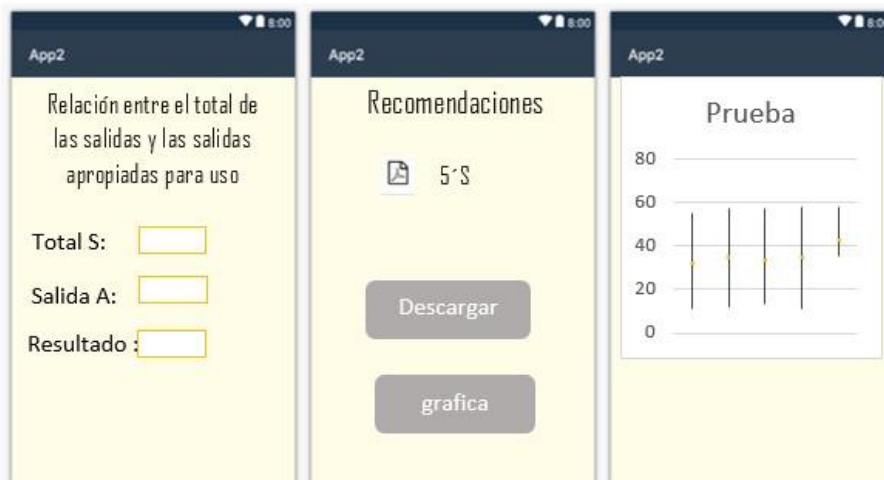 8:00
App2
Relación entre el total de
las salidas y las salidas
apropiadas para uso
Total S:
Salida A:
Resultado :
8:00
App2
Recomendaciones
5´S
Descargar
grafica
8:00
App2
Prueba
80
60
40
20
0